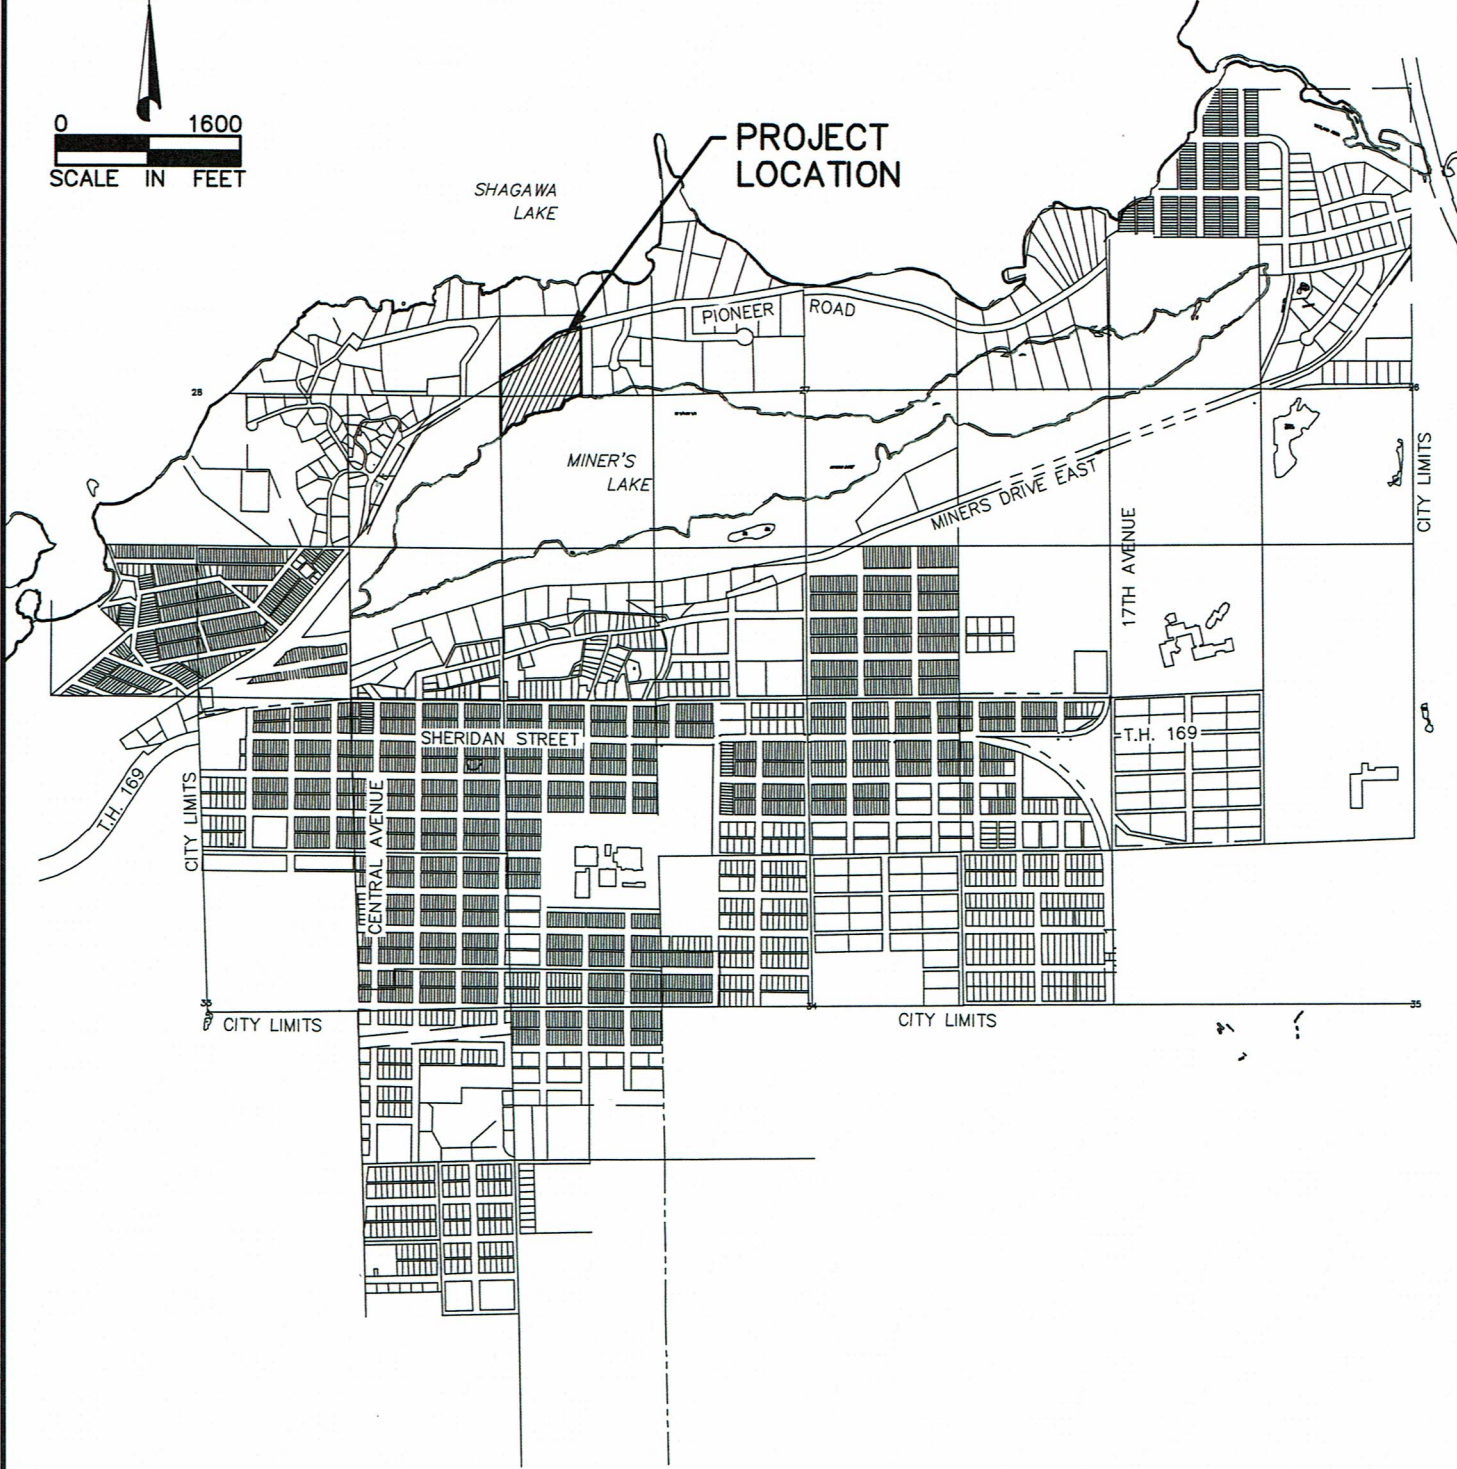 0 1600
SCALE IN FEET
PROJECT
LOCATION
SHAGAWA
LAKE
PIONEER ROAD
28
27
26
MINER'S
LAKE
MINERS DRIVE EAST
17TH AVENUE
CITY LIMITS
SHERIDAN STREET
T.H. 169
T.H. 169
CITY LIMITS
CENTRAL AVENUE
33
34
35
CITY LIMITS
CITY LIMITS